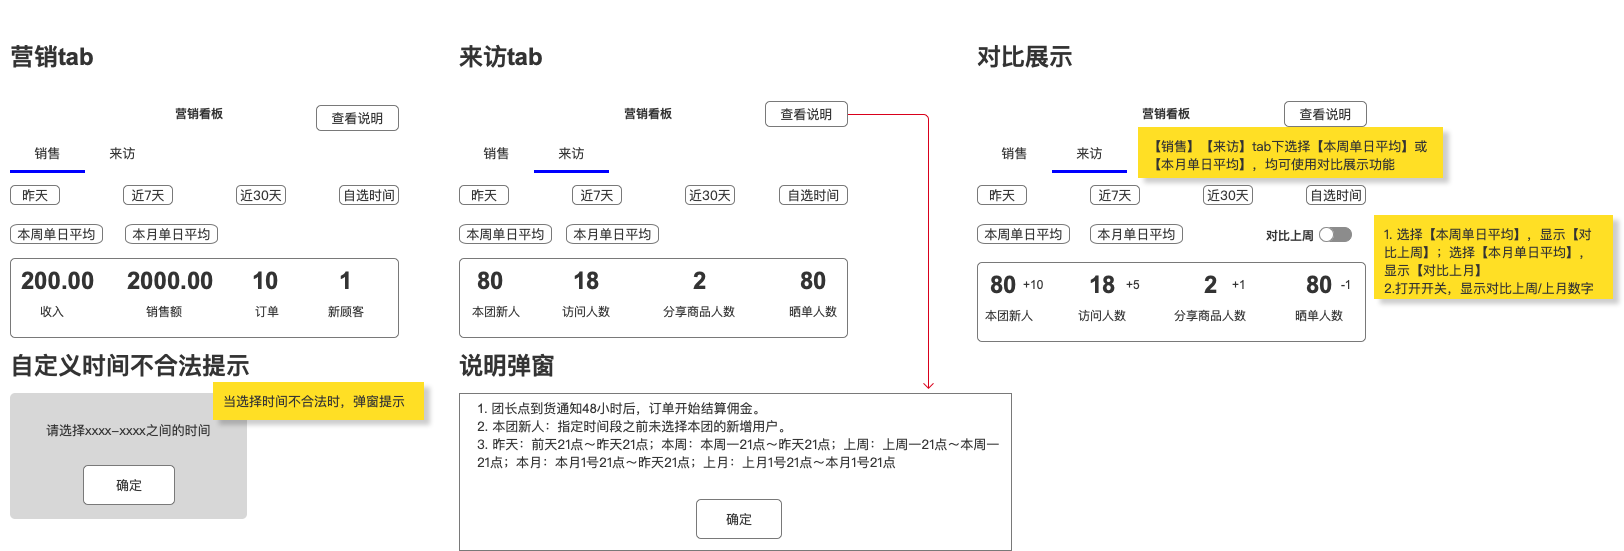 营销tab
营销看板
查看说明
销售
来访
昨天
近7天
近30天
自选时间
本周单日平均
本月单日平均
200.00
2000.00
10
1
收入
销售额
订单
新顾客
自定义时间不合法提示
当选择时间不合法时，弹窗提示
请选择xxxx-xxxx之间的时间
确定
来访tab
营销看板
查看说明
销售
来访
昨天
近7天
近30天
自选时间
本周单日平均
本月单日平均
80
18
2
80
本团新人
访问人数
分享商品人数
晒单人数
说明弹窗
1. 团长点到货通知48小时后，订单开始结算佣金。
2. 本团新人：指定时间段之前未选择本团的新增用户。
3. 昨天：前天21点～昨天21点；本周：本周一21点～昨天21点；上周：上周一21点～本周一
21点；本月：本月1号21点～昨天21点；上月：上月1号21点～本月1号21点
确定
对比展示
营销看板
查看说明
销售
来访
【销售】【来访】tab下选择【本周单日平均】或
【本月单日平均】，均可使用对比展示功能
昨天
近7天
近30天
自选时间
本周单日平均
本月单日平均
对比上周
1. 选择【本周单日平均】，显示【对
比上周】；选择【本月单日平均】，
显示【对比上月】
2.打开开关，显示对比上周/上月数字
80 +10
18 +5
2 +1
80 -1
本团新人
访问人数
分享商品人数
晒单人数